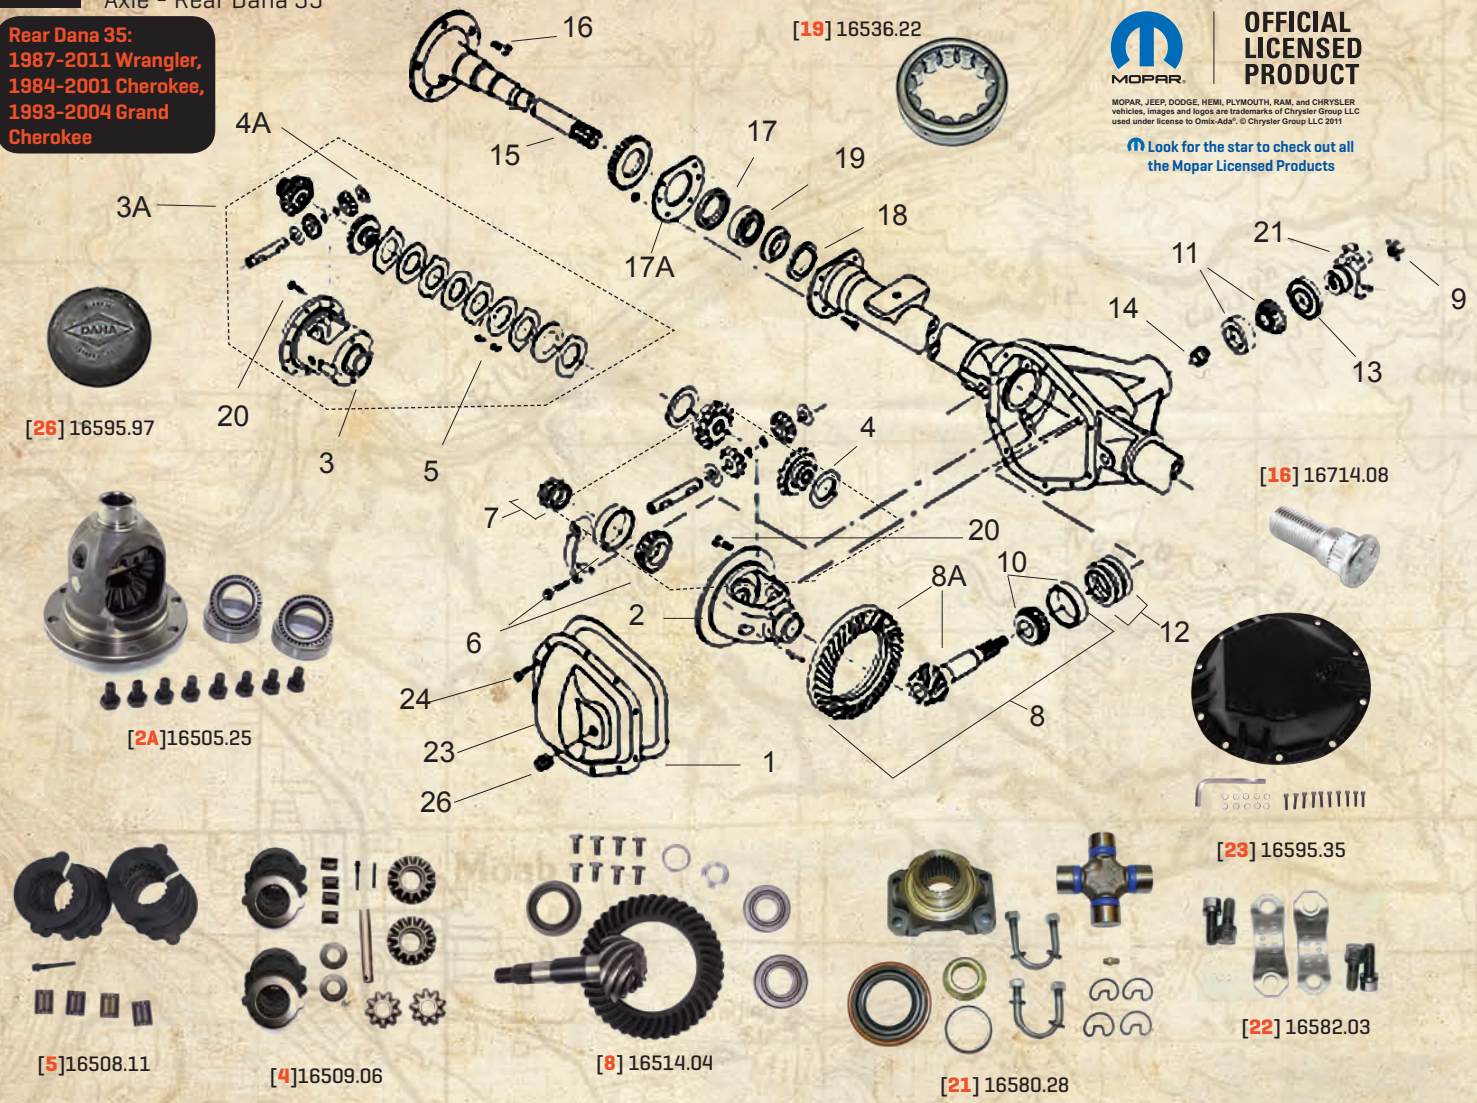 Axle - Rear Dana 35
Rear Dana 35:
1987-2011 Wrangler,
1984-2001 Cherokee,
1993-2004 Grand
Cherokee
16
[19] 16536.22
MOPAR.
OFFICIAL
LICENSED
PRODUCT
MOPAR, JEEP, DODGE, HEMI, PLYMOUTH, RAM, and CHRYSLER
vehicles, images and logos are trademarks of Chrysler Group LLC
used under license to Omix-Ada®. © Chrysler Group LLC 2011
Look for the star to check out all
the Mopar Licensed Products
4A
15
17
19
3A
18
17A
21
11
9
14
13
DANA
20
3
5
[26] 16595.97
4
7
[16] 16714.08
20
10
8A
2
6
12
24
8
23
1
26
[2A]16505.25
[23] 16595.35
[5]16508.11
[4]16509.06
[8] 16514.04
[21] 16580.28
[22] 16582.03